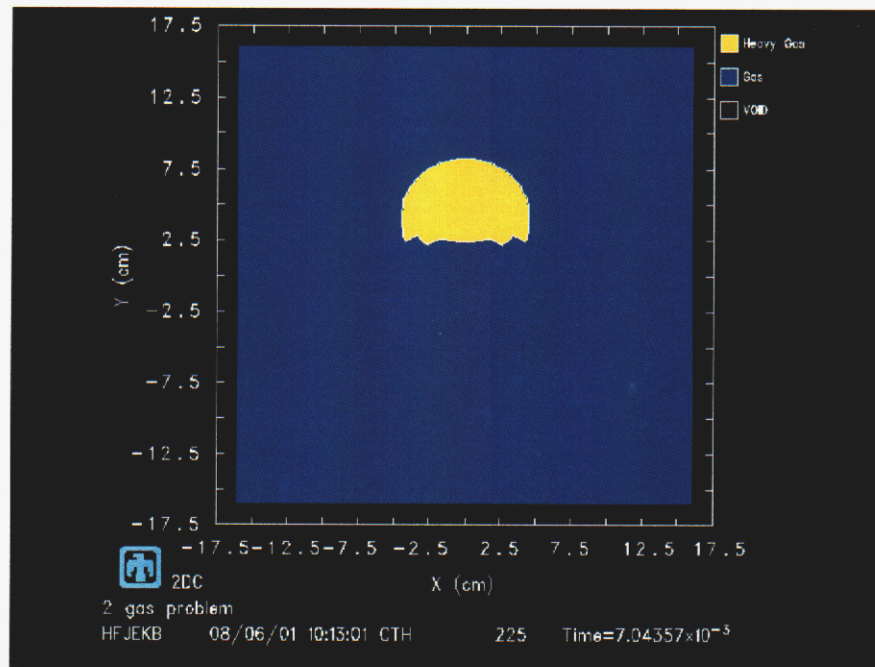 17.5
Heavy Gas
Gas
VOID
12.5
7.5
2.5
-2.5
-7.5
-12.5
-17.5
Y (cm)
-17.5-12.5-7.5 -2.5 2.5 7.5 12.5 17.5
X (cm)
2DC
2 gas problem
HFJEKB 08/06/01 10:13:01 CTH 225 Time=7.04357x10⁻³